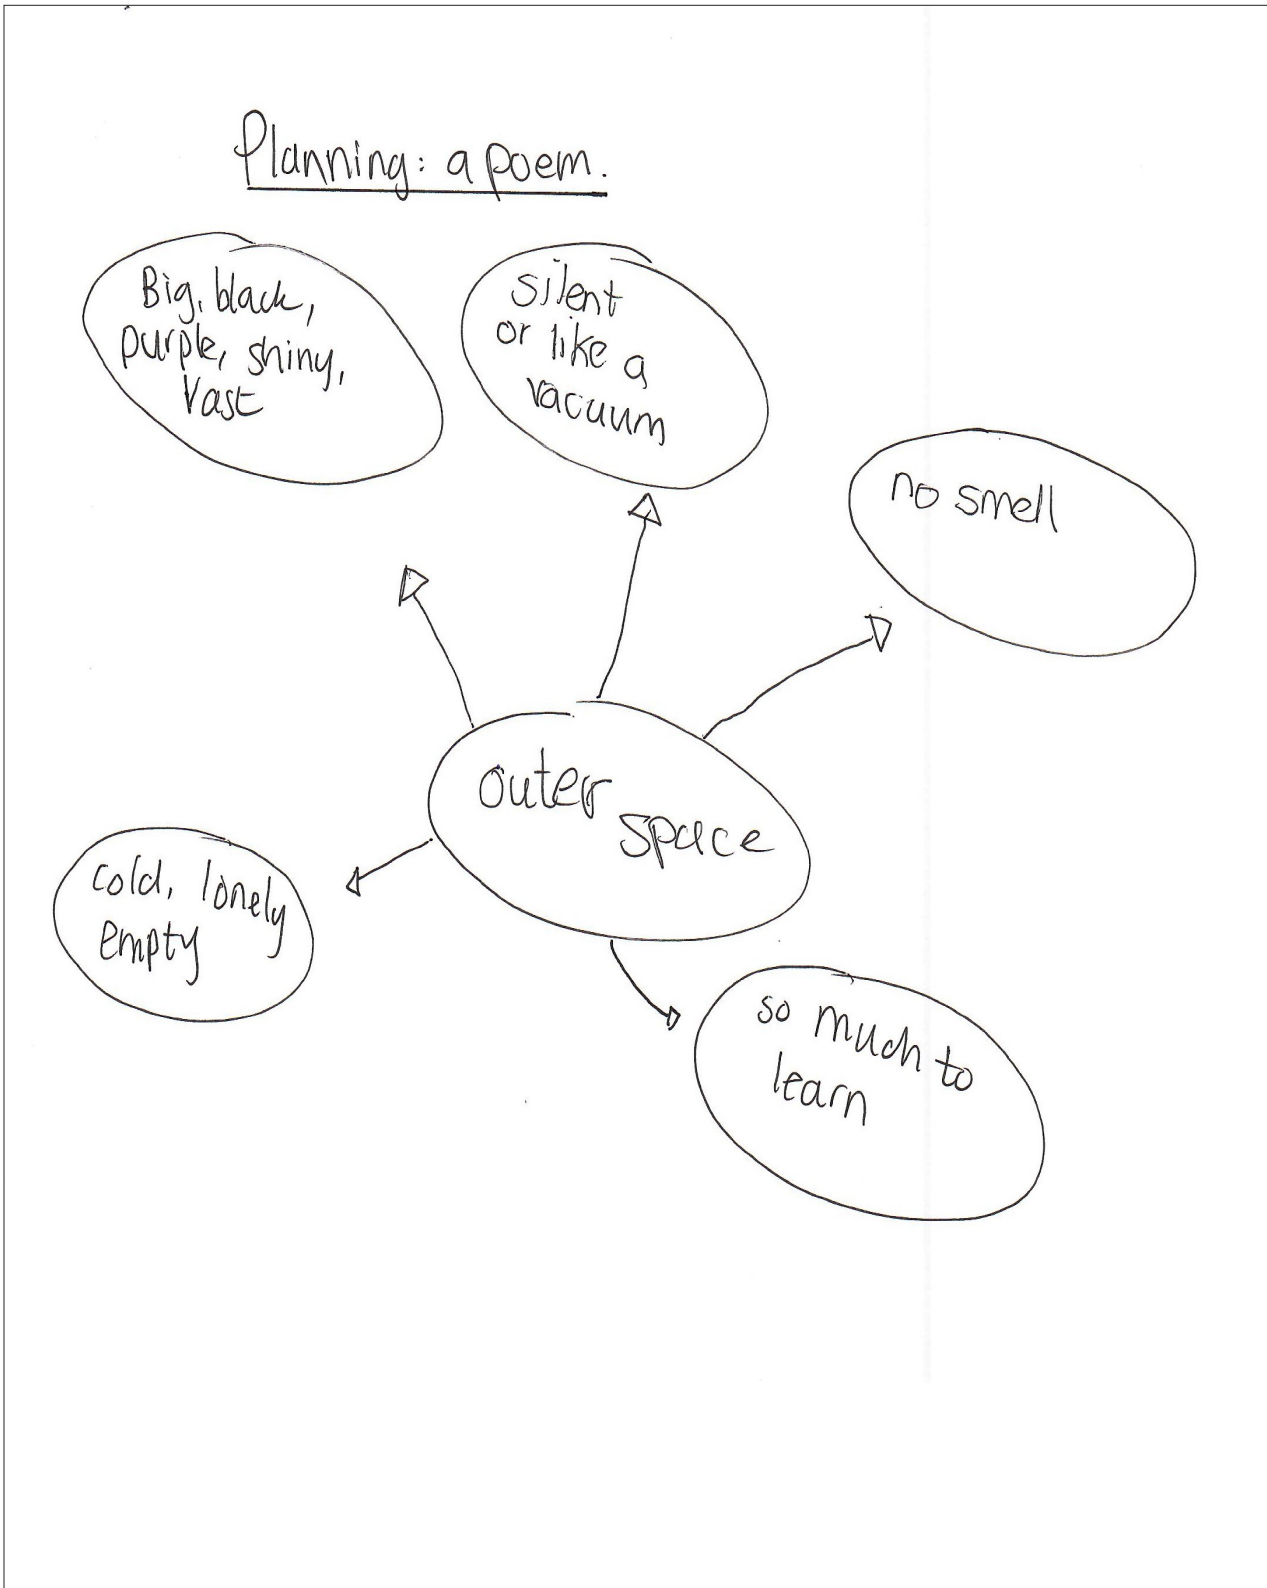 Planning: a poem.
Big, black,
purple, shiny,
Vast
silent
or like a
vacuum
no smell
outer
space
cold, lonely
empty
so much to
learn